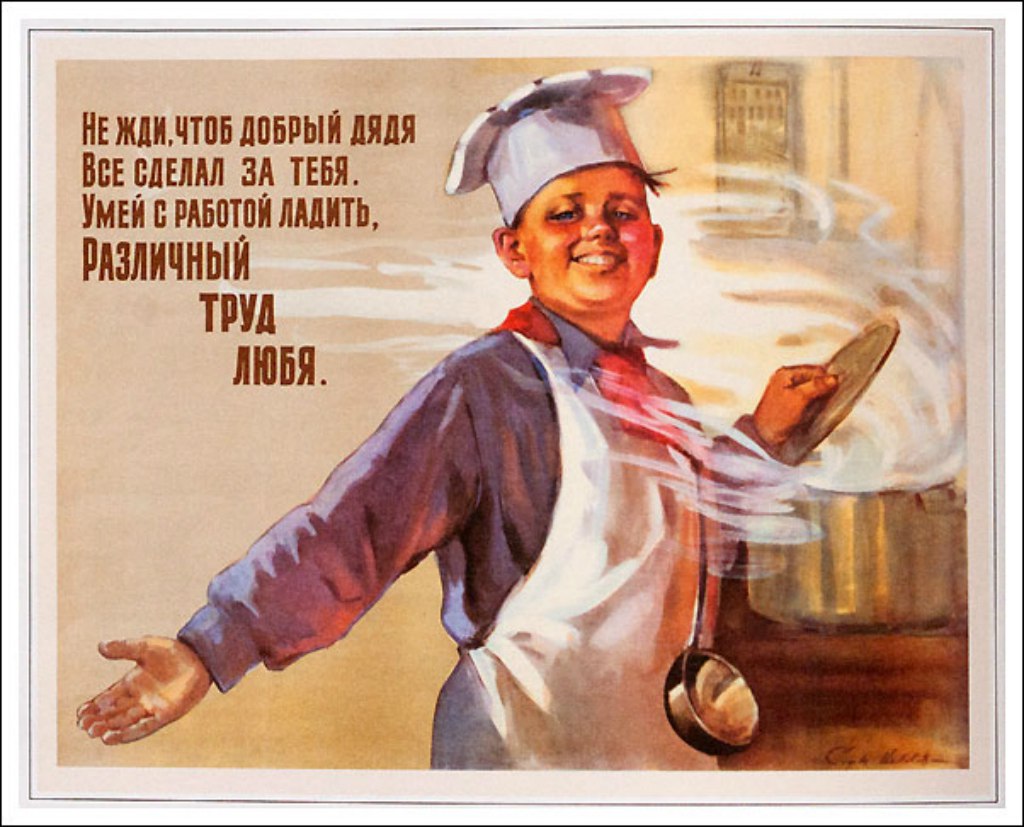 Не жди, чтоб добрый дядя
Все сделал за тебя.
Умей с работой ладить,
Различный
труд
любя.